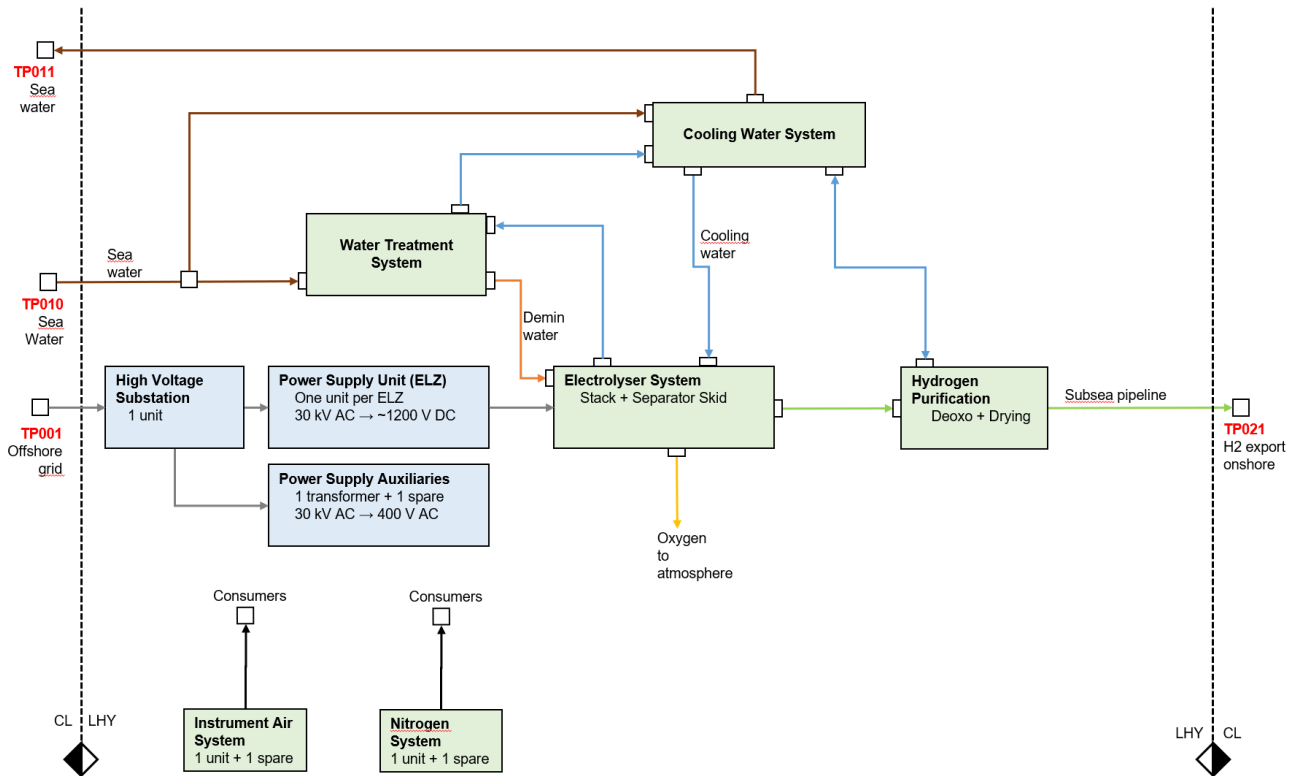 TP011
Sea
water
Cooling Water System
Water Treatment
System
Sea
water
Cooling
water
TP010
Sea
Water
Demin
water
High Voltage
Substation
1 unit
Power Supply Unit (ELZ)
One unit per ELZ
30 kV AC → ~1200 V DC
Electrolyser System
Stack + Separator Skid
Hydrogen
Purification
Deoxo + Drying
Subsea pipeline
TP001
Offshore
grid
TP021
H2 export
onshore
Power Supply Auxiliaries
1 transformer + 1 spare
30 kV AC → 400 V AC
Oxygen
to
atmosphere
Consumers
Consumers
Instrument Air
System
1 unit + 1 spare
Nitrogen
System
1 unit + 1 spare
CL LHY
LHY CL